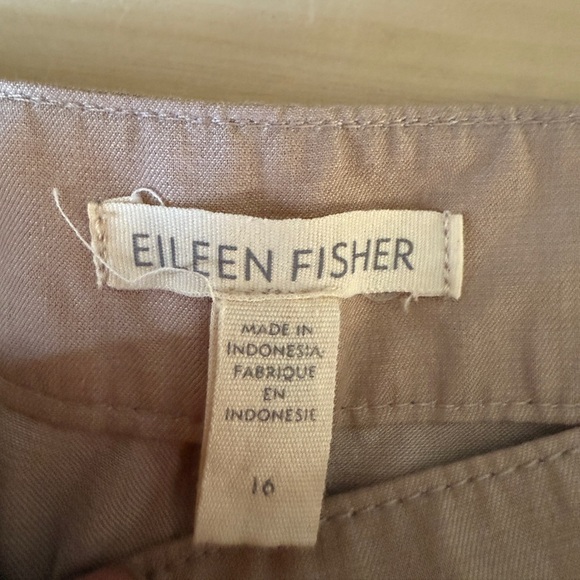 EILEEN FISHER
MADE IN
INDONESIA
FABRIQUE
EN
INDONESIE
16